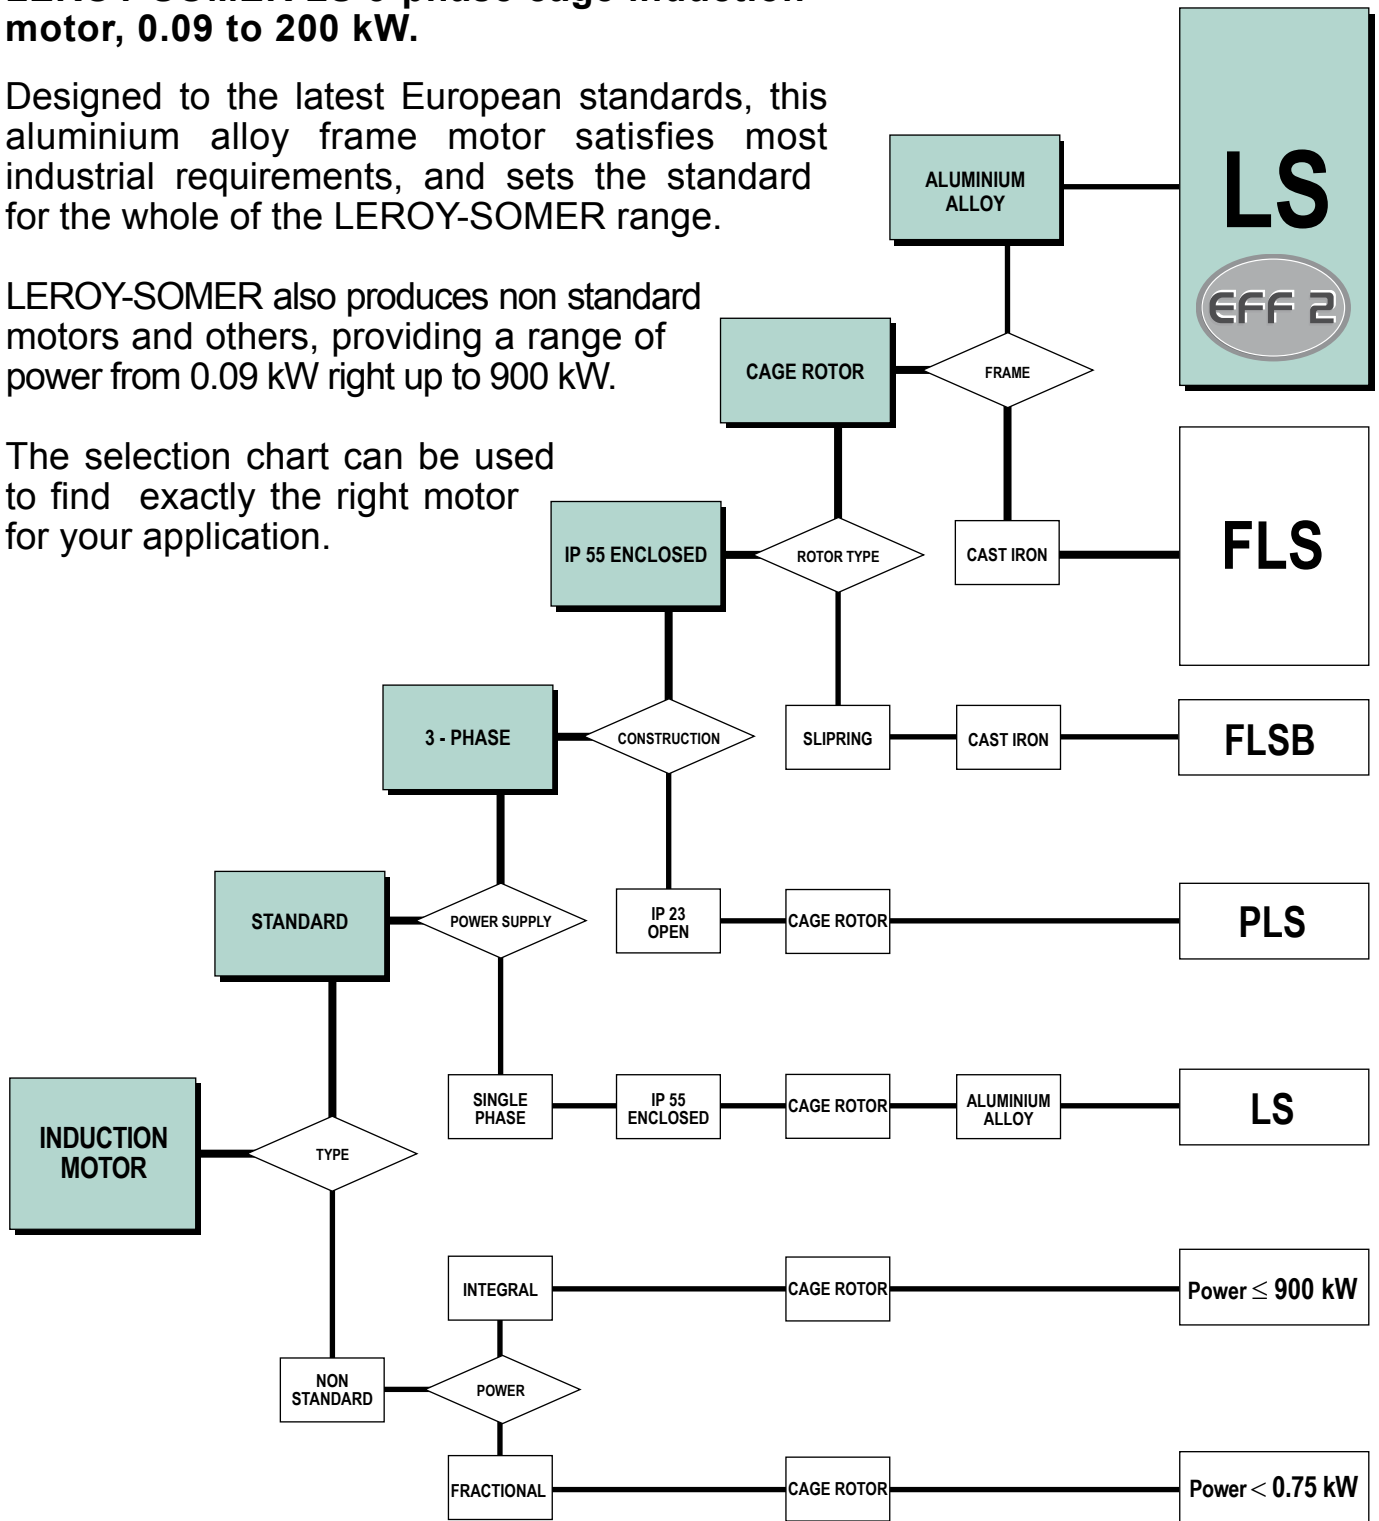 motor, 0.09 to 200 kW.
Designed to the latest European standards, this
aluminium alloy frame motor satisfies most
industrial requirements, and sets the standard
for the whole of the LEROY-SOMER range.
LEROY-SOMER also produces non standard
motors and others, providing a range of
power from 0.09 kW right up to 900 kW.
The selection chart can be used
to find exactly the right motor
for your application.
ALUMINIUM
ALLOY
LS
EFF 2
CAGE ROTOR
FRAME
IP 55 ENCLOSED
ROTOR TYPE
CAST IRON
FLS
3 - PHASE
CONSTRUCTION
SLIPRING
CAST IRON
FLSB
STANDARD
POWER SUPPLY
IP 23
OPEN
CAGE ROTOR
PLS
INDUCTION
MOTOR
TYPE
SINGLE
PHASE
IP 55
ENCLOSED
CAGE ROTOR
ALUMINIUM
ALLOY
LS
INTEGRAL
CAGE ROTOR
Power ≤ 900 kW
NON
STANDARD
POWER
FRACTIONAL
CAGE ROTOR
Power < 0.75 kW